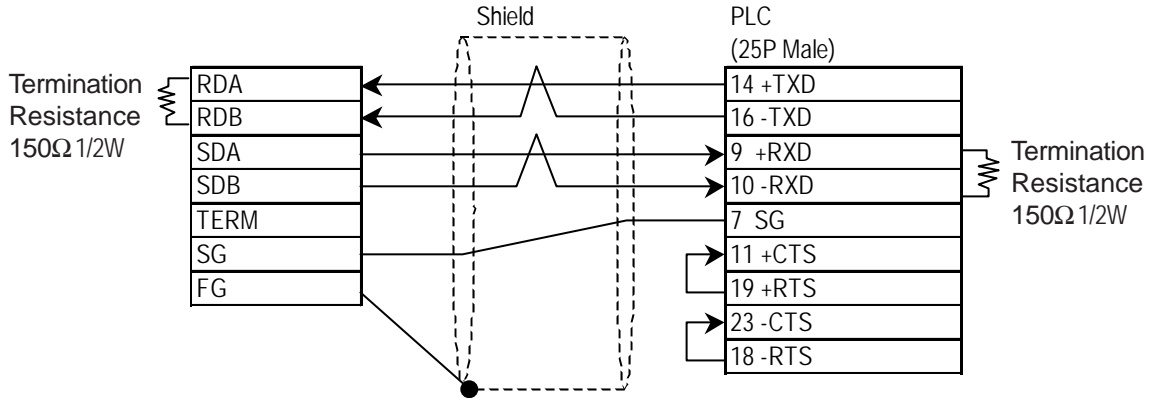 Shield
PLC
(25P Male)
Termination
Resistance
150Ω 1/2W
RDA
RDB
SDA
SDB
TERM
SG
FG
14 +TXD
16 -TXD
9 +RXD
10 -RXD
7 SG
11 +CTS
19 +RTS
23 -CTS
18 -RTS
Termination
Resistance
150Ω 1/2W